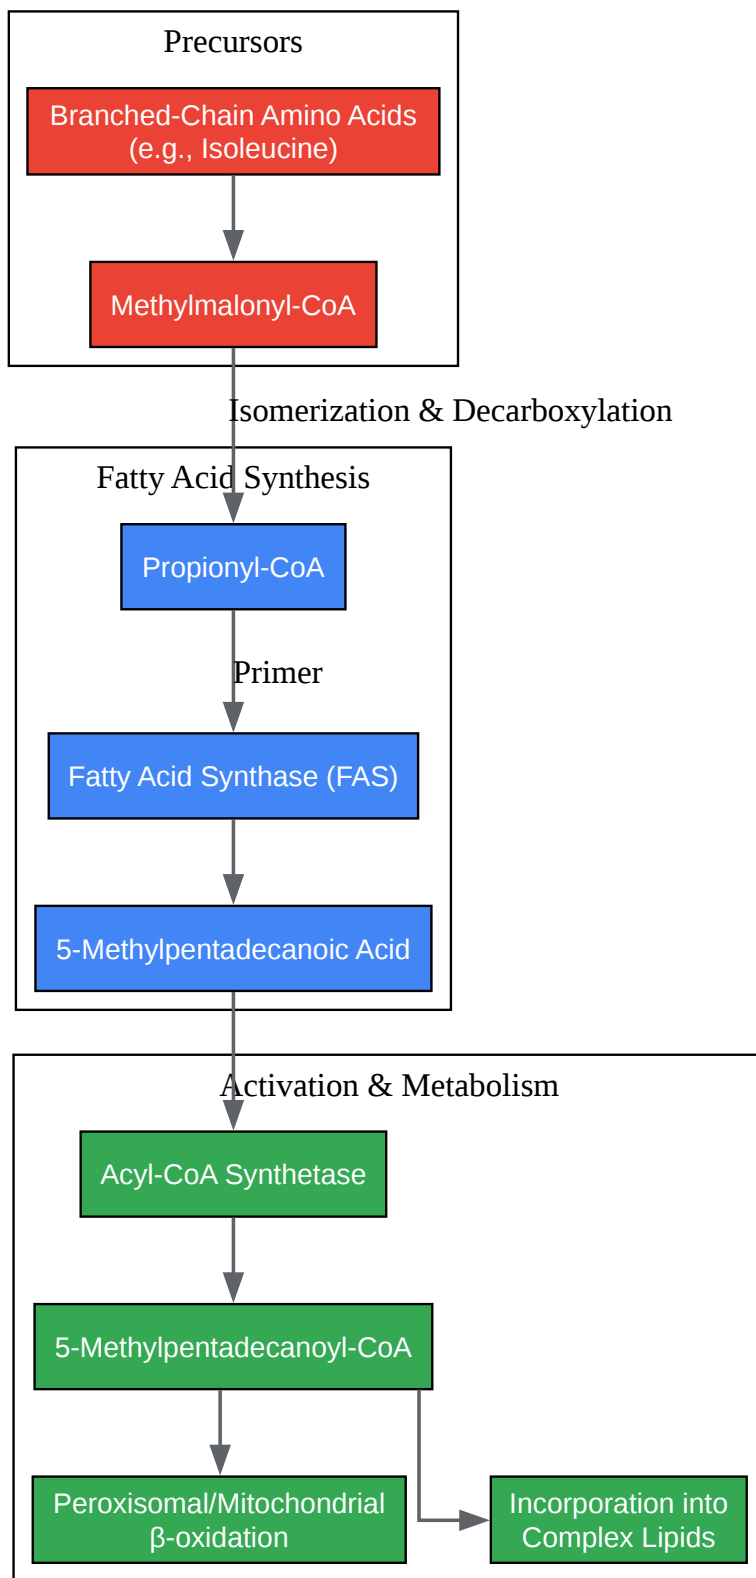 Precursors
Branched-Chain Amino Acids
(e.g., Isoleucine)
Methylmalonyl-CoA
Isomerization & Decarboxylation
Fatty Acid Synthesis
Propionyl-CoA
Primer
Fatty Acid Synthase (FAS)
5-Methylpentadecanoic Acid
Activation & Metabolism
Acyl-CoA Synthetase
5-Methylpentadecanoyl-CoA
Peroxisomal/Mitochondrial
β-oxidation
Incorporation into
Complex Lipids